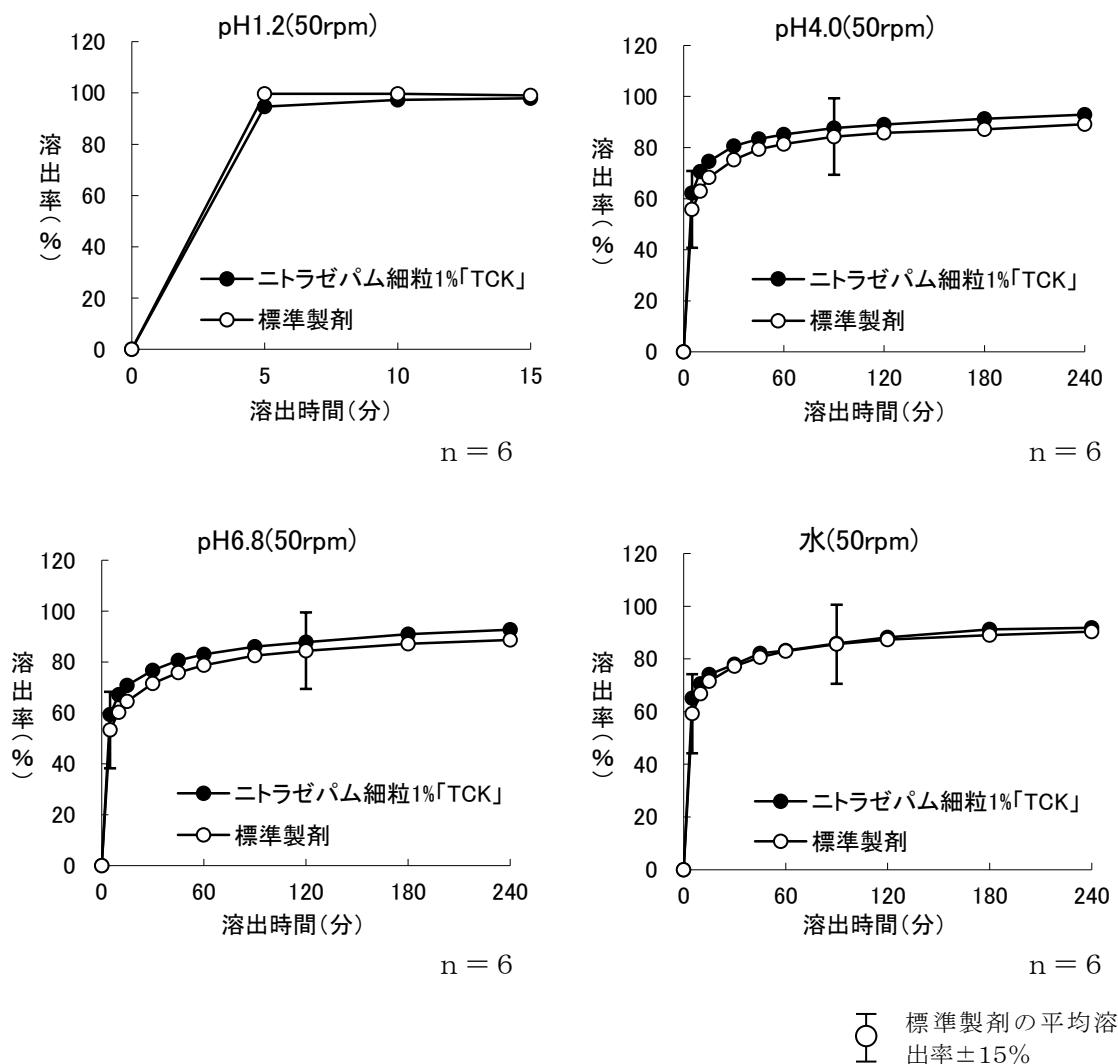 pH1.2(50rpm)
120
100
80
60
40
20
0
溶出率(%)
ニトラゼパム細粒1%「TCK」
標準製剤
0 5 10 15
溶出時間(分)
n=6
pH4.0(50rpm)
120
100
80
60
40
20
0
溶出率(%)
ニトラゼパム細粒1%「TCK」
標準製剤
0 60 120 180 240
溶出時間(分)
n=6
pH6.8(50rpm)
120
100
80
60
40
20
0
溶出率(%)
ニトラゼパム細粒1%「TCK」
標準製剤
0 60 120 180 240
溶出時間(分)
n=6
水(50rpm)
120
100
80
60
40
20
0
溶出率(%)
ニトラゼパム細粒1%「TCK」
標準製剤
0 60 120 180 240
溶出時間(分)
n=6
標準製剤の平均溶
出率±15%